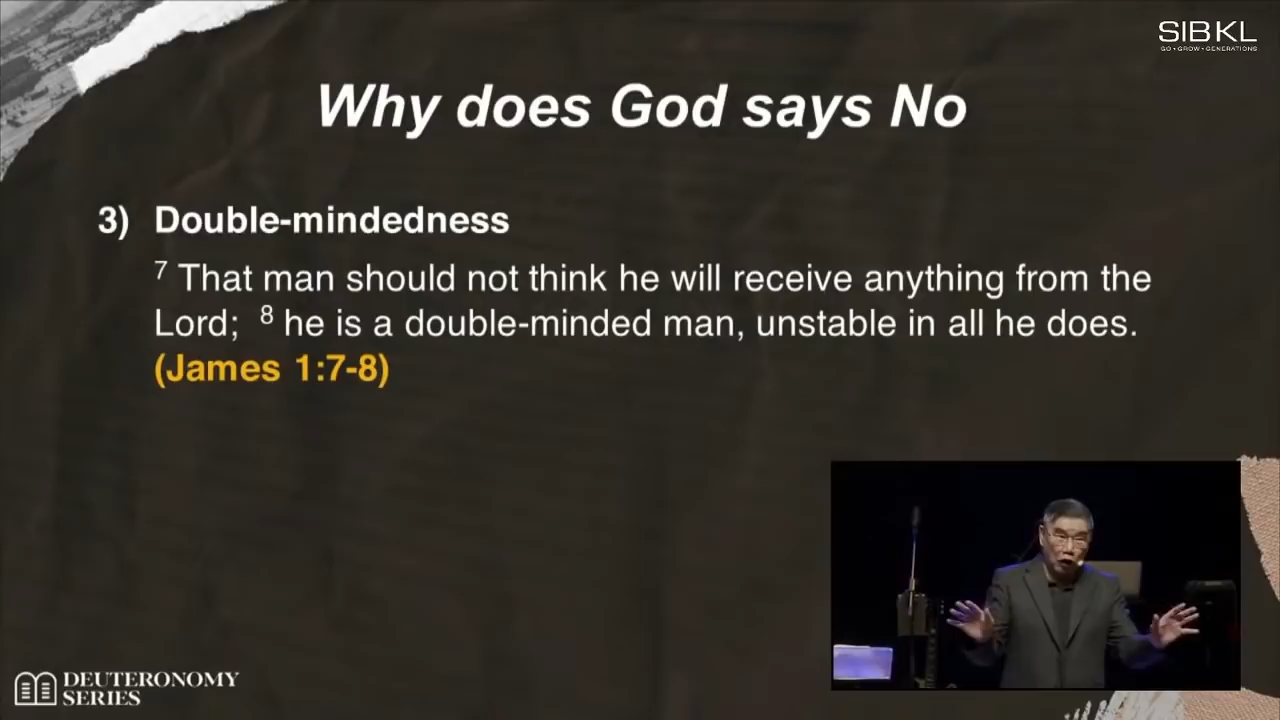 SIBKL
GO • GROW • GENERATIONS
Why does God says No
3) Double-mindedness
7 That man should not think he will receive anything from the
Lord; 8 he is a double-minded man, unstable in all he does.
(James 1:7-8)
DEUTERONOMY
SERIES